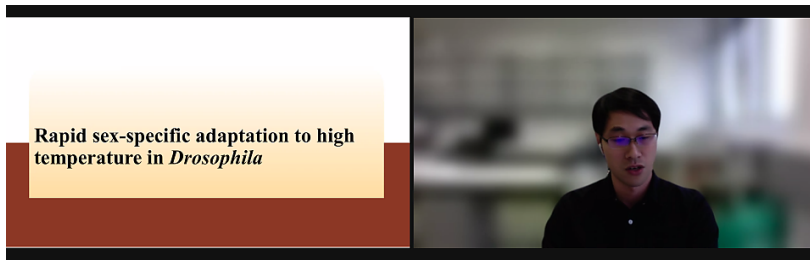 Rapid sex-specific adaptation to high
temperature in Drosophila